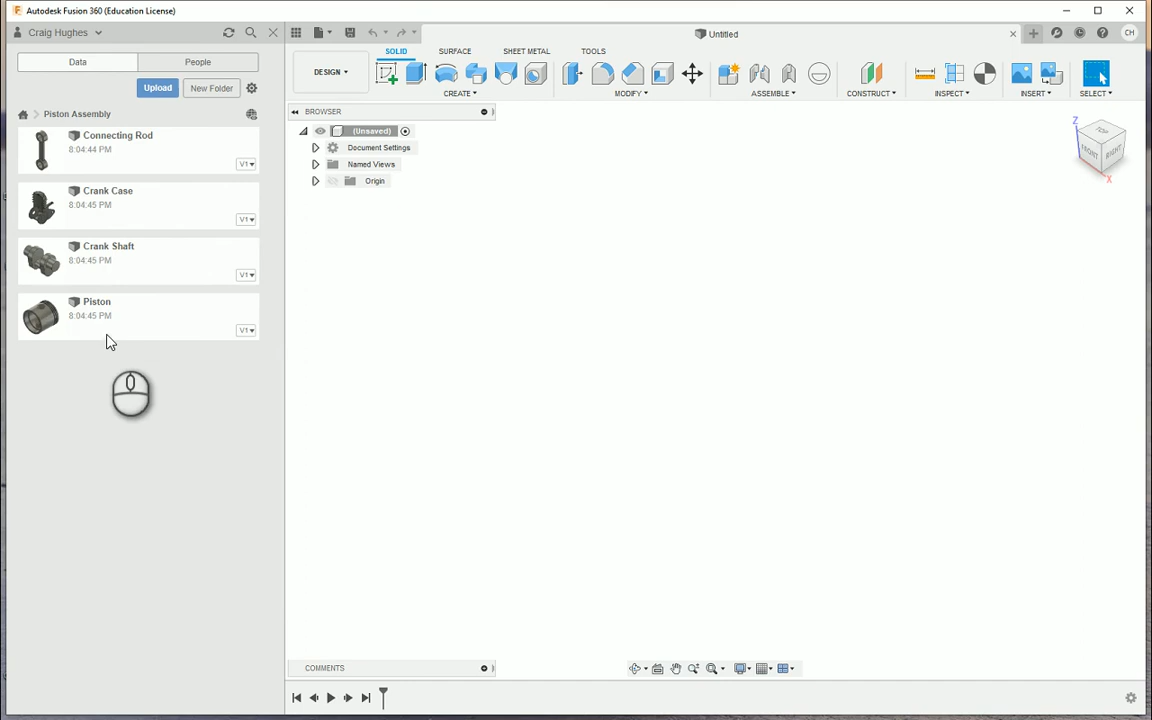 Autodesk Fusion 360 (Education License)
Craig Hughes
Untitled
CH
Data
People
SOLID
SURFACE
SHEET METAL
TOOLS
DESIGN
Upload
New Folder
CREATE
MODIFY
ASSEMBLE
CONSTRUCT
INSPECT
INSERT
SELECT
Piston Assembly
BROWSER
Connecting Rod
8:04:44 PM
V1
Crank Case
8:04:45 PM
V1
Crank Shaft
8:04:45 PM
V1
Piston
8:04:45 PM
V1
(Unsaved)
Document Settings
Named Views
Origin
Z
TOP
FRONT
RIGHT
X
COMMENTS